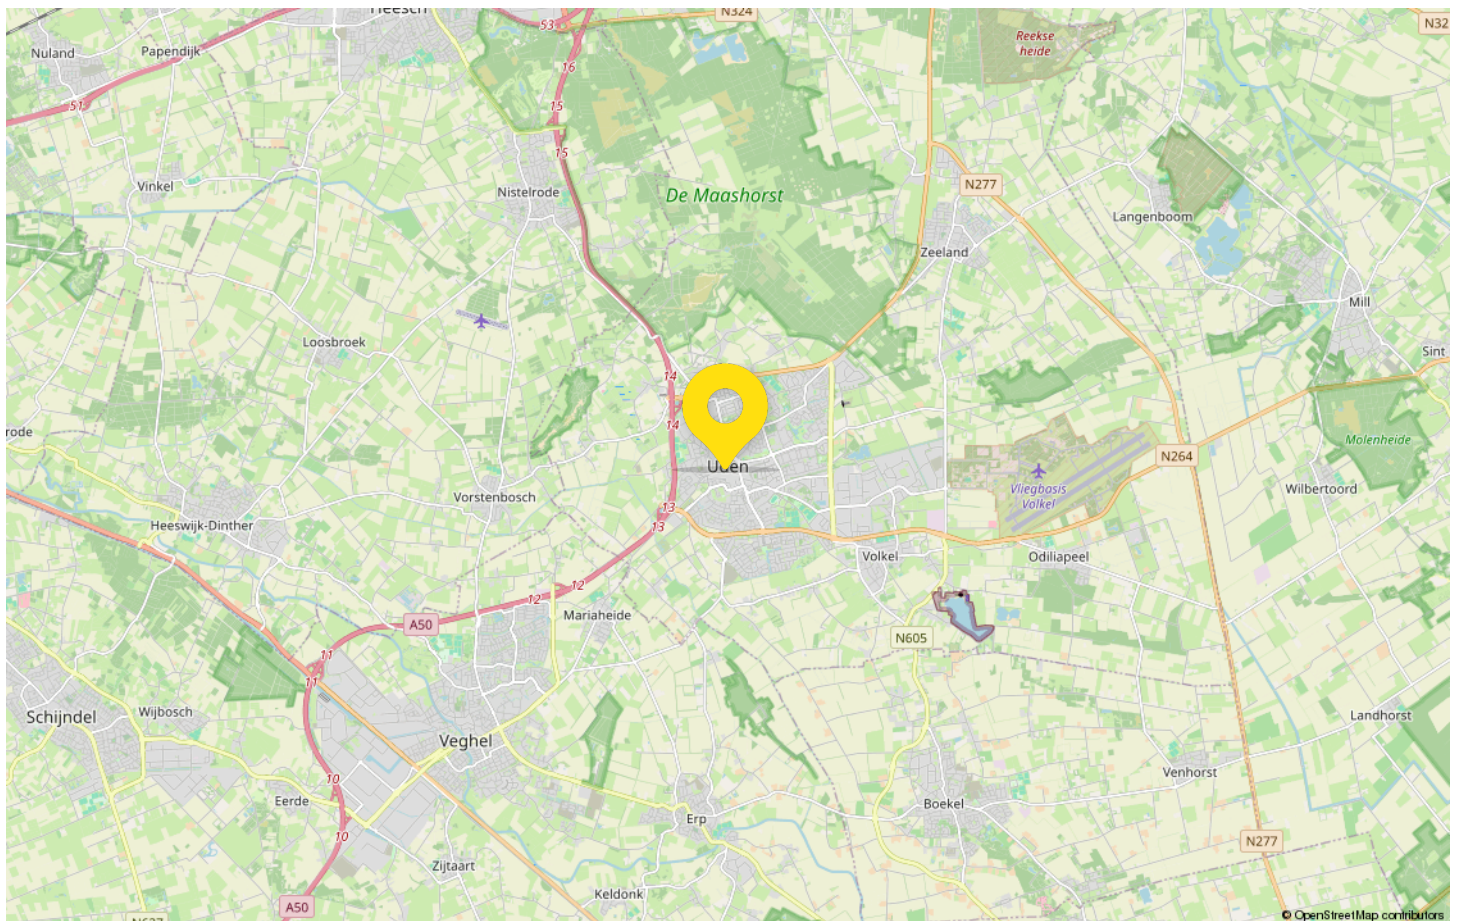 Heesch
53
N324
Reekse
heide
N32
Nuland
Papendijk
16
51
15
15
Vinkel
Nistelrode
De Maashorst
N277
Langenboom
Zeeland
Mill
Loosbroek
Sint
14
14
rode
Molenheide
Uden
N264
Vorstenbosch
Vliegbasis
Volkel
Wilbertoord
13
13
Heeswijk-Dinther
Volkel
Odiliapeel
12
12
Mariaheide
A50
N605
11
11
Schijndel
Wijbosch
Landhorst
Veghel
10
Venhorst
Eerde
Boekel
Erp
10
N277
Zijtaart
Keldonk
A50
© OpenStreetMap contributors